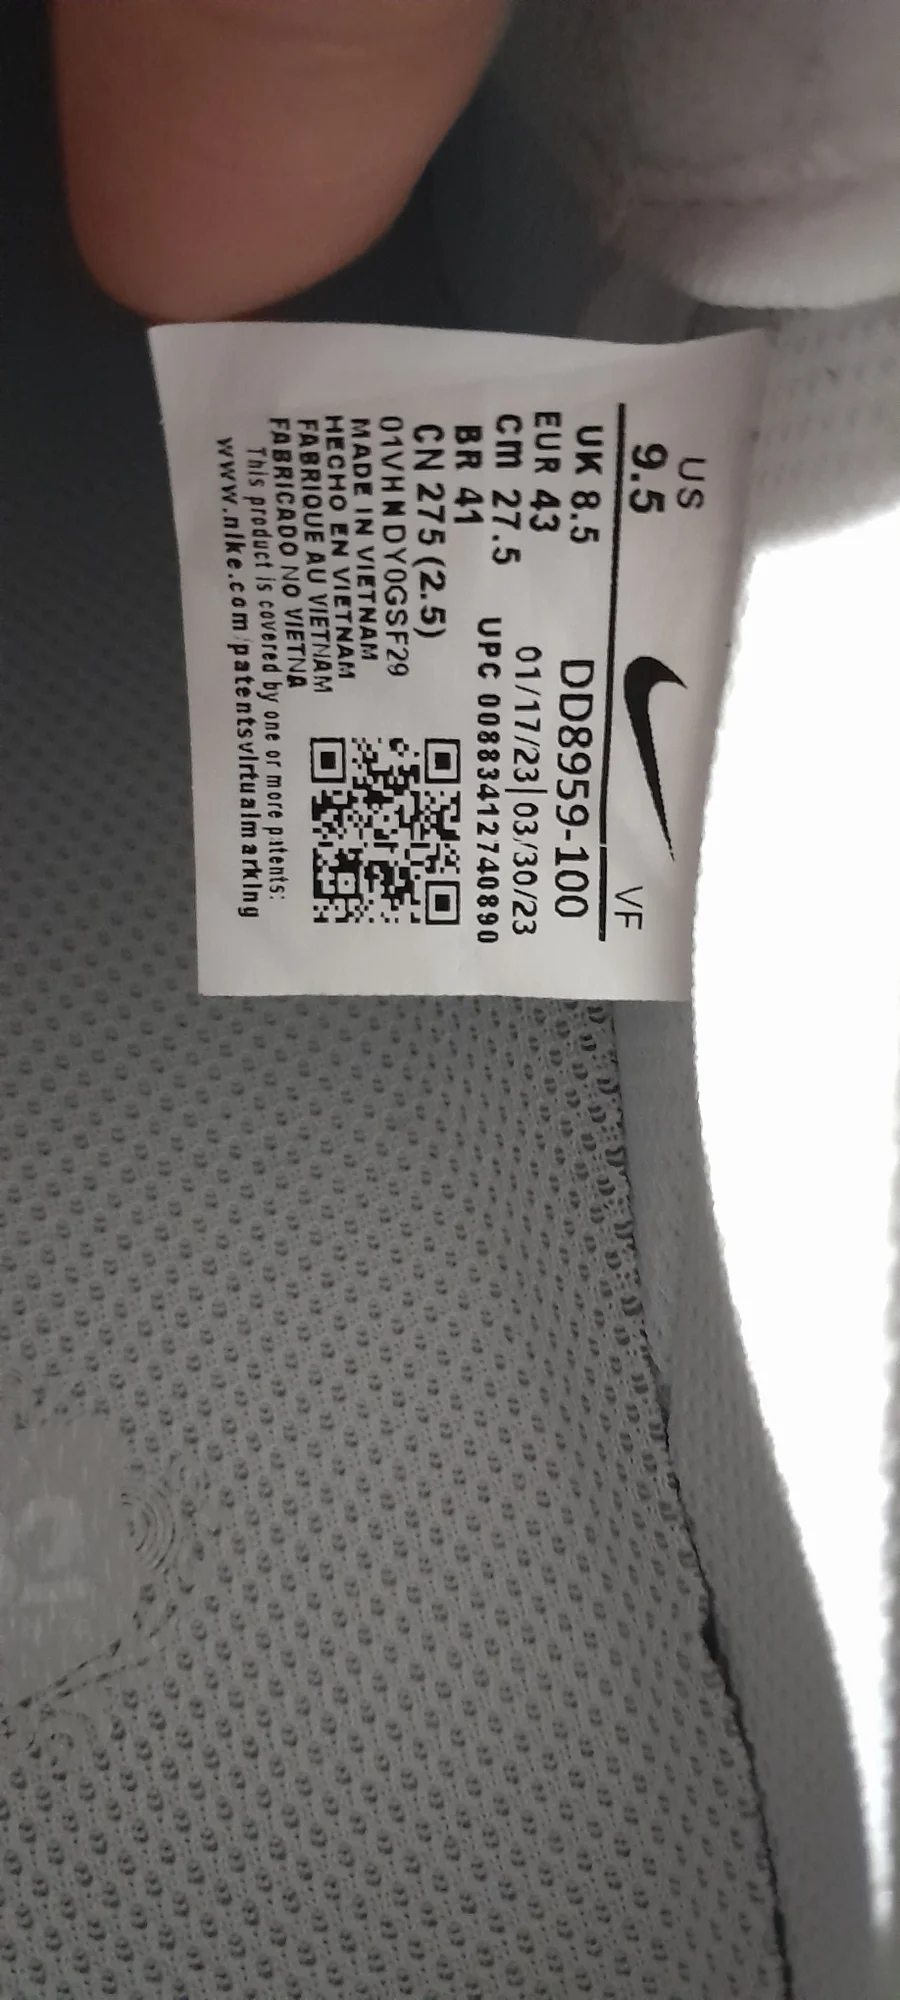 US
9.5
VF
UK 8.5
EUR 43
Cm 27.5
BR 41
CN 275 (2.5)
DD8959-100
01/17/23|03/30/23
UPC 00883412740890
01VHNDY0GSF29
MADE IN VIETNAM
HECHO EN VIETNAM
FABRIQUE AU VIETNAM
FABRICADO NO VIETNA
This product is covered by one or more patents:
www.nike.com/patentsvirtualmarking